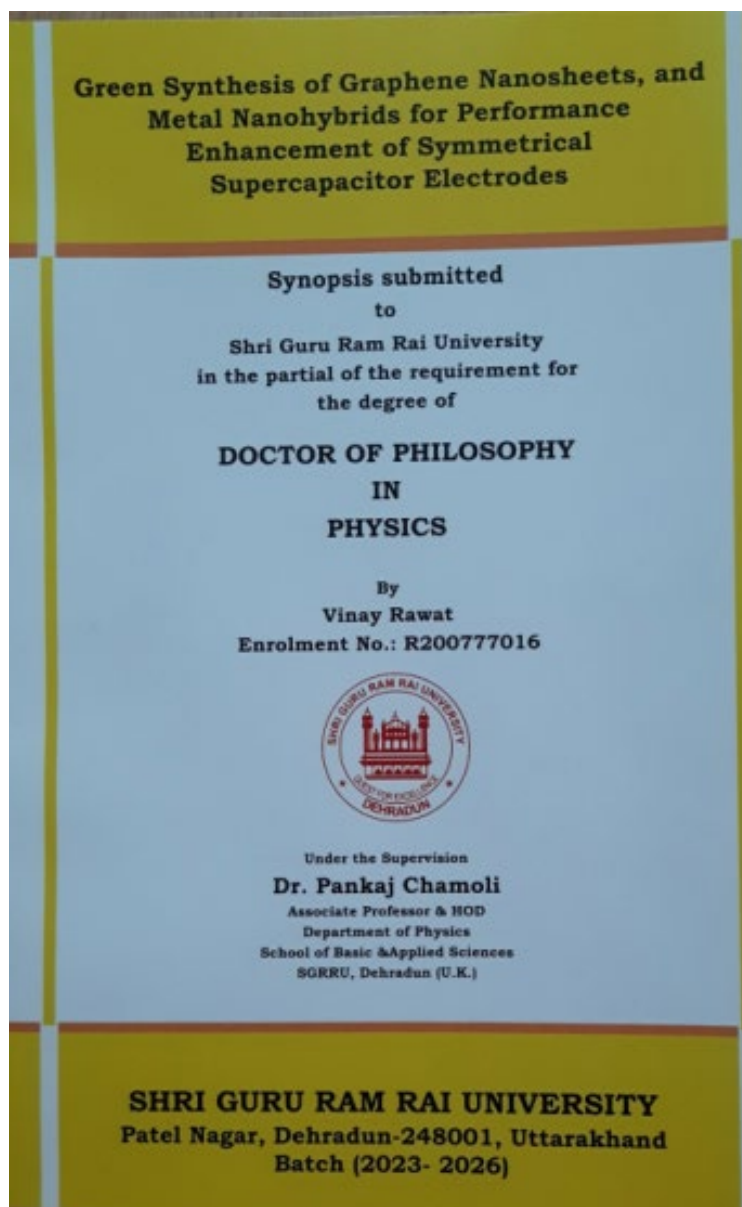 Green Synthesis of Graphene Nanosheets, and
Metal Nanohybrids for Performance
Enhancement of Symmetrical
Supercapacitor Electrodes
Synopsis submitted
to
Shri Guru Ram Rai University
in the partial of the requirement for
the degree of
DOCTOR OF PHILOSOPHY
IN
PHYSICS
By
Vinay Rawat
Enrolment No.: R200777016
SHRI GURU RAM RAI UNIVERSITY
QUEST FOR EXCELLENCE
DEHRADUN
Under the Supervision
Dr. Pankaj Chamoli
Associate Professor & HOD
Department of Physics
School of Basic &Applied Sciences
SGRRU, Dehradun (U.K.)
SHRI GURU RAM RAI UNIVERSITY
Patel Nagar, Dehradun-248001, Uttarakhand
Batch (2023- 2026)